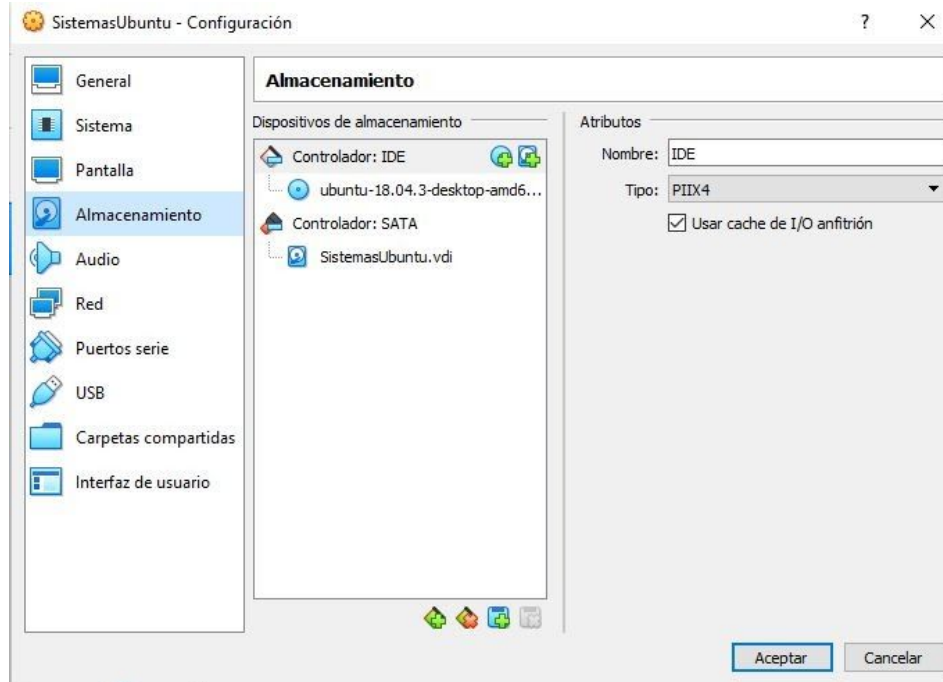 SistemasUbuntu - Configuración
?
General
Sistema
Pantalla
Almacenamiento
Audio
Red
Puertos serie
USB
Carpetas compartidas
Interfaz de usuario
Almacenamiento
Dispositivos de almacenamiento
Controlador: IDE
ubuntu-18.04.3-desktop-amd6...
Controlador: SATA
SistemasUbuntu.vdi
Atributos
Nombre: IDE
Tipo: PIIX4
Usar cache de I/O anfitrión
Aceptar Cancelar